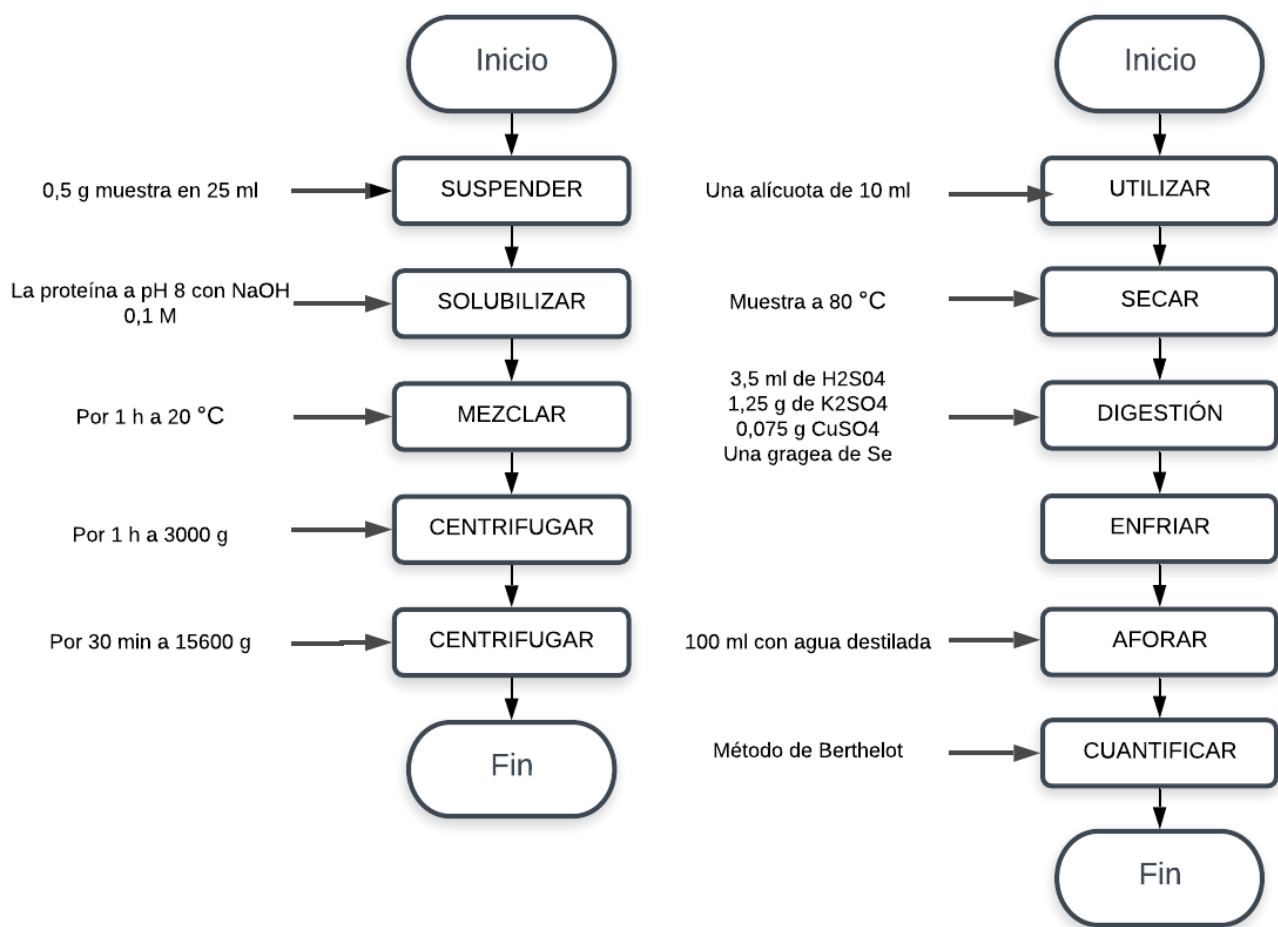 Inicio
0,5 g muestra en 25 ml
SUSPENDER
La proteína a pH 8 con NaOH
0,1 M
SOLUBILIZAR
Por 1 h a 20 °C
MEZCLAR
Por 1 h a 3000 g
CENTRIFUGAR
Por 30 min a 15600 g
CENTRIFUGAR
Fin
Inicio
Una alícuota de 10 ml
UTILIZAR
Muestra a 80 °C
SECAR
3,5 ml de H2S04
1,25 g de K2SO4
0,075 g CuSO4
Una gragea de Se
DIGESTIÓN
ENFRIAR
100 ml con agua destilada
AFORAR
Método de Berthelot
CUANTIFICAR
Fin